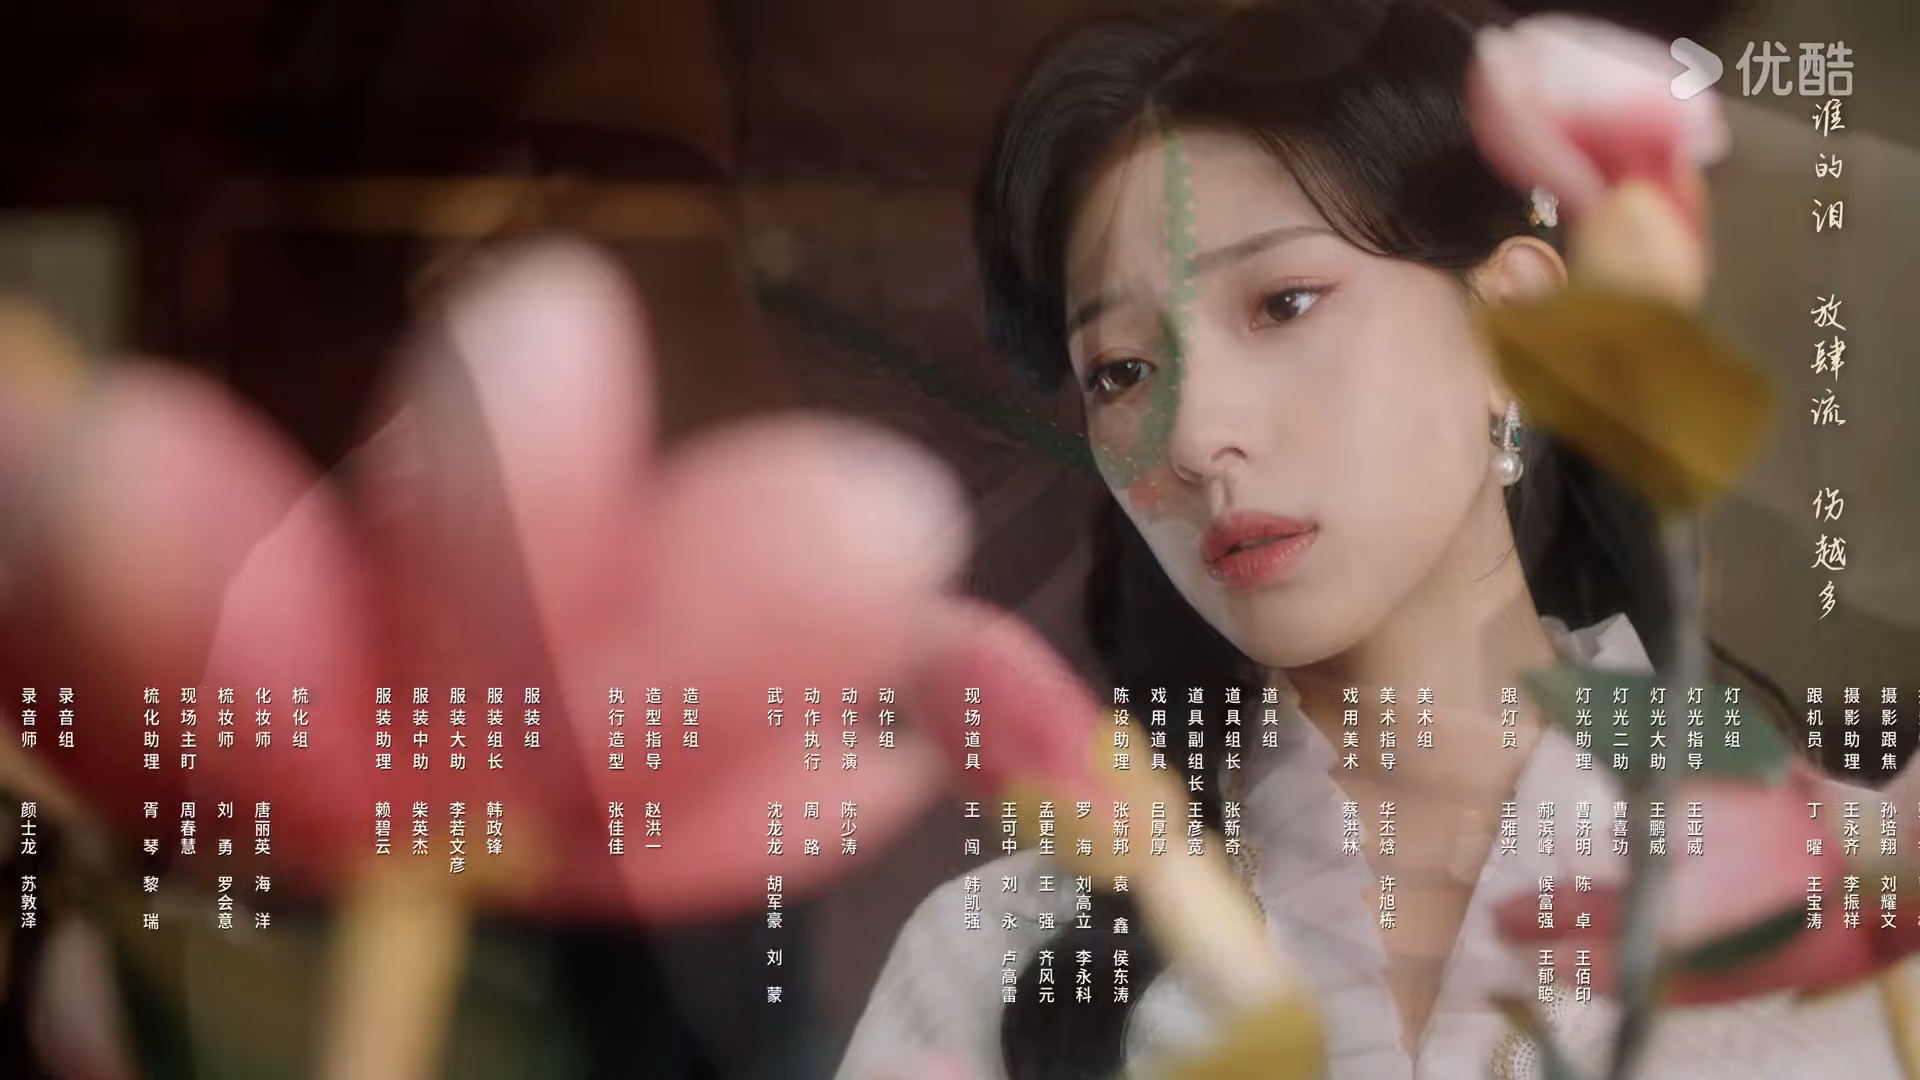 优酷
谁的泪 放肆流 伤越多
摄影跟焦 孙培翔 刘耀文
摄影助理 王永齐 李振祥
跟机员 丁曜 王宝涛
灯光组
灯光指导 王亚威
灯光大助 王鹏威
灯光二助 曹喜功
灯光助理 曹济明 陈卓 王佰印
郝滨峰 候富强 王郁聪
跟灯员 王雅兴
美术组
美术指导 华丕焓 许旭栋
戏用美术 蔡洪林
道具组
道具组长 张新奇
道具副组长 王彦宽
戏用道具 吕厚厚
陈设助理 张新邦 袁鑫 侯东涛
罗海 刘高立 李永科
孟更生 王强 齐风元
王可中 刘永 卢高雷
现场道具 王闯 韩凯强
动作组
动作导演 陈少涛
动作执行 周路
武行 沈龙龙 胡军豪 刘蒙
造型组
造型指导 赵洪一
执行造型 张佳佳
服装组
服装组长 韩政锋
服装大助 李若文彦
服装中助 柴英杰
服装助理 赖碧云
梳化组
化妆师 唐丽英 海洋
梳妆师 刘勇 罗会意
现场主盯 周春慧
梳化助理 胥琴 黎瑞
录音组
录音师 颜士龙 苏敦泽